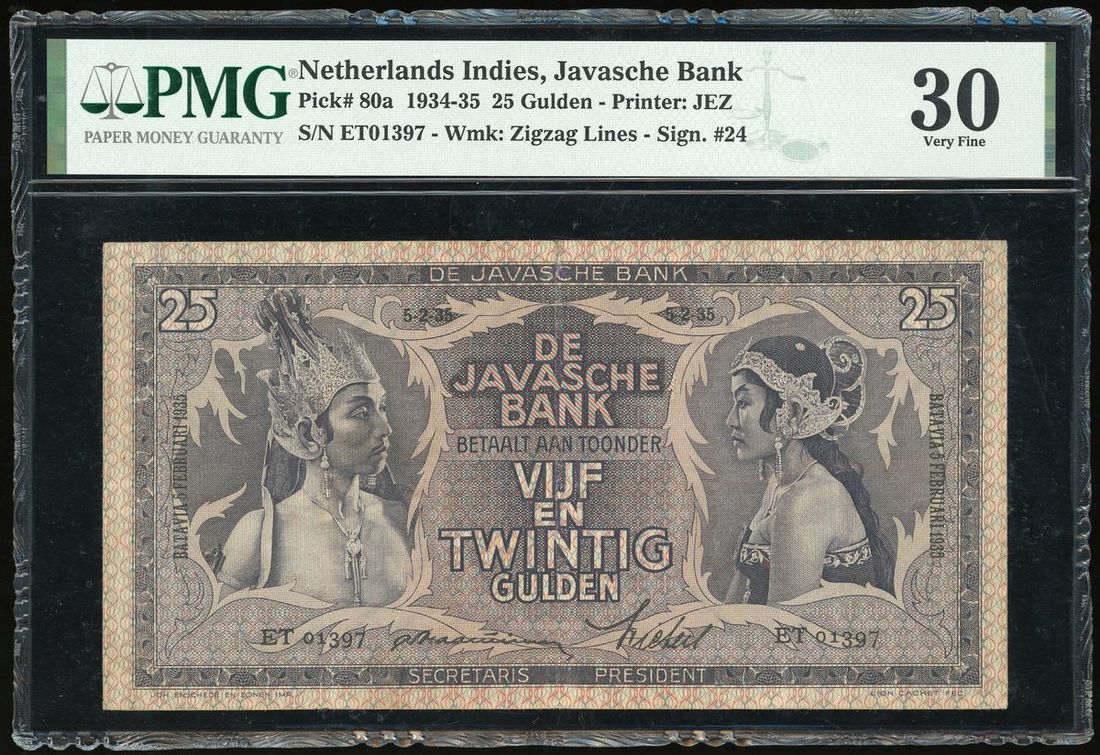 PMG®
PAPER MONEY GUARANTY
Netherlands Indies, Javasche Bank
Pick# 80a 1934-35 25 Gulden - Printer: JEZ
S/N ET01397 - Wmk: Zigzag Lines - Sign. #24
30
Very Fine
DE JAVASCHE BANK
25
25
5-2-35
5-2-35
DE
JAVASCHE
BANK
BETAALT AAN TOONDER
VIJF
EN
TWINTIG
GULDEN
BATAVIA 5 FEBRUARI 1935
BATAVIA 5 FEBRUARI 1935
ET 01397
ET 01397
SECRETARIS PRESIDENT
JOH. ENSCHEDÉ EN ZONEN IMP.
LION CACHET FEC.